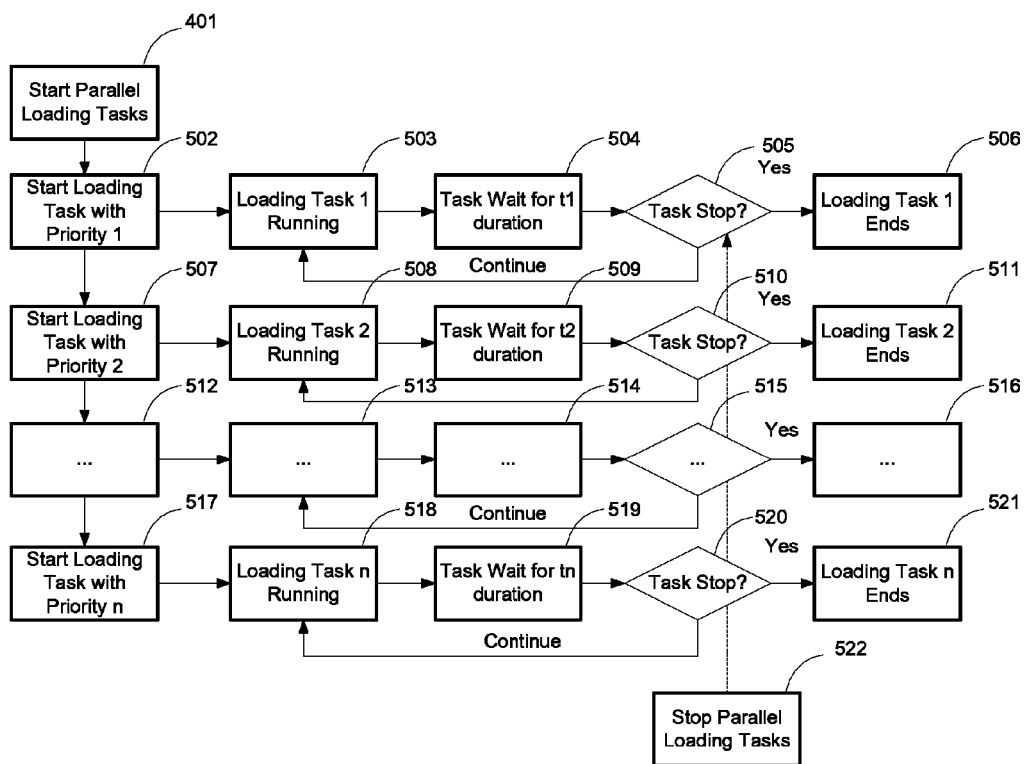 401
Start Parallel
Loading Tasks
502
503
504
505
506
Yes
Start Loading
Task with
Priority 1
Loading Task 1
Running
Task Wait for t1
duration
Task Stop?
Loading Task 1
Ends
Continue
507
508
509
510
511
Yes
Start Loading
Task with
Priority 2
Loading Task 2
Running
Task Wait for t2
duration
Task Stop?
Loading Task 2
Ends
512
513
514
515
516
Yes
...
...
...
...
...
Continue
517
518
519
520
521
Yes
Start Loading
Task with
Priority n
Loading Task n
Running
Task Wait for tn
duration
Task Stop?
Loading Task n
Ends
Continue
522
Stop Parallel
Loading Tasks